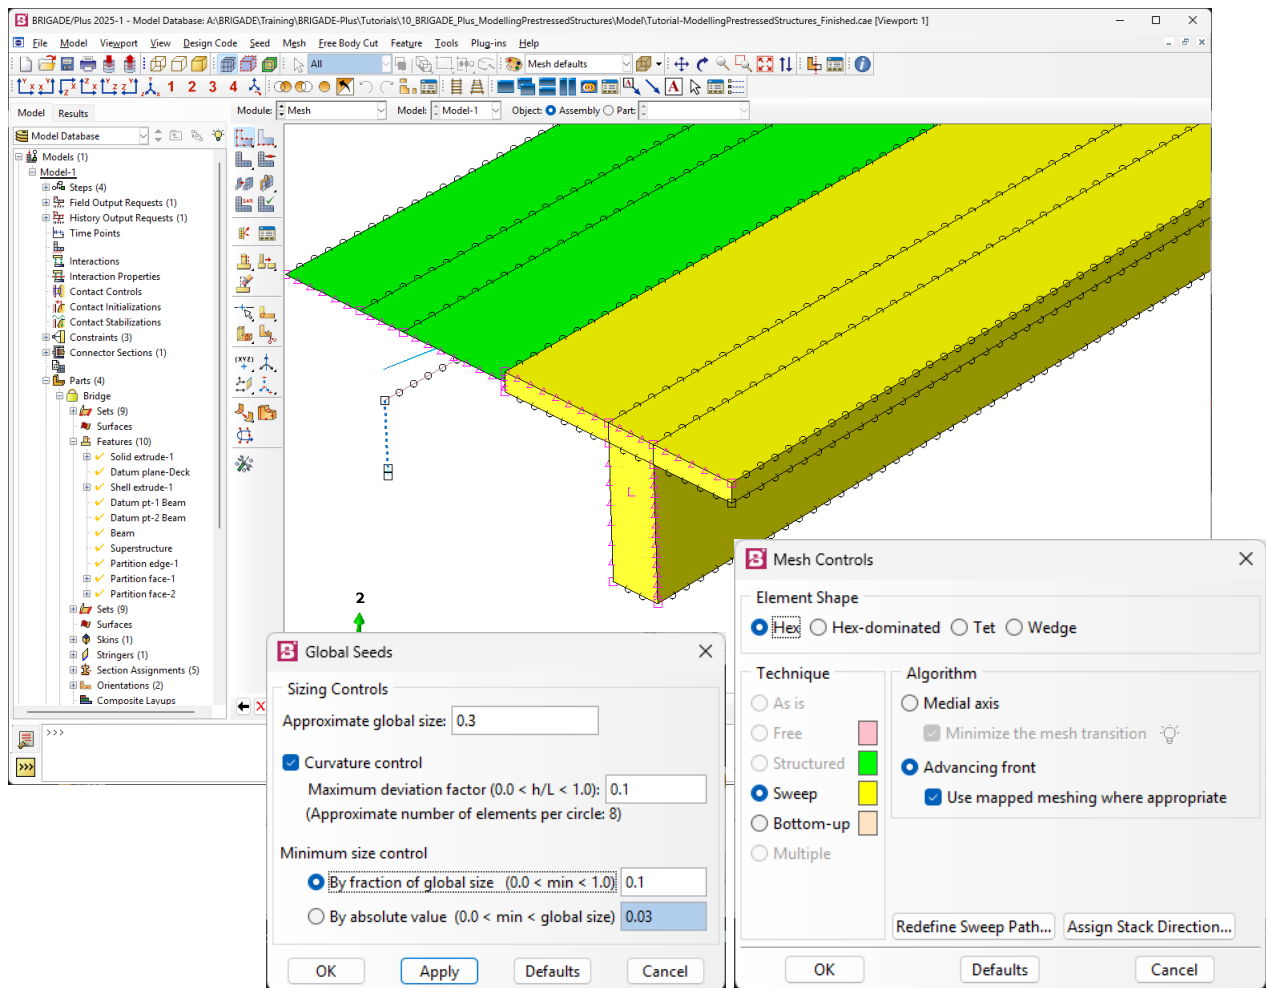 BRIGADE/Plus 2025-1 - Model Database: A:\BRIGADE\Training\BRIGADE-Plus\Tutorials\10_BRIGADE_Plus_ModellingPrestressedStructures\Model\Tutorial-ModellingPrestressedStructures_Finished.cae [Viewport: 1]
File Model Viewport View Design Code Seed Mesh Free Body Cut Feature Tools Plug-ins Help
All Mesh defaults
1 2 3 4 A
Model Results
Module: Mesh Model: Model-1 Object: Assembly Part:
Model Database
Models (1)
Model-1
Steps (4)
Field Output Requests (1)
History Output Requests (1)
Time Points
Interactions
Interaction Properties
Contact Controls
Contact Initializations
Contact Stabilizations
Constraints (3)
Connector Sections (1)
Parts (4)
Bridge
Sets (9)
Surfaces
Features (10)
Solid extrude-1
Datum plane-Deck
Shell extrude-1
Datum pt-1 Beam
Datum pt-2 Beam
Beam
Superstructure
Partition edge-1
Partition face-1
Partition face-2
Sets (9)
Surfaces
Skins (1)
Stringers (1)
Section Assignments (5)
Orientations (2)
Composite Layups
(XYZ)
2
>>>
>>>
Global Seeds
Sizing Controls
Approximate global size: 0.3
Curvature control
Maximum deviation factor (0.0 < h/L < 1.0): 0.1
(Approximate number of elements per circle: 8)
Minimum size control
By fraction of global size (0.0 < min < 1.0) 0.1
By absolute value (0.0 < min < global size) 0.03
OK Apply Defaults Cancel
Mesh Controls
Element Shape
Hex Hex-dominated Tet Wedge
Technique
As is
Free
Structured
Sweep
Bottom-up
Multiple
Algorithm
Medial axis
Minimize the mesh transition
Advancing front
Use mapped meshing where appropriate
Redefine Sweep Path... Assign Stack Direction...
OK Defaults Cancel